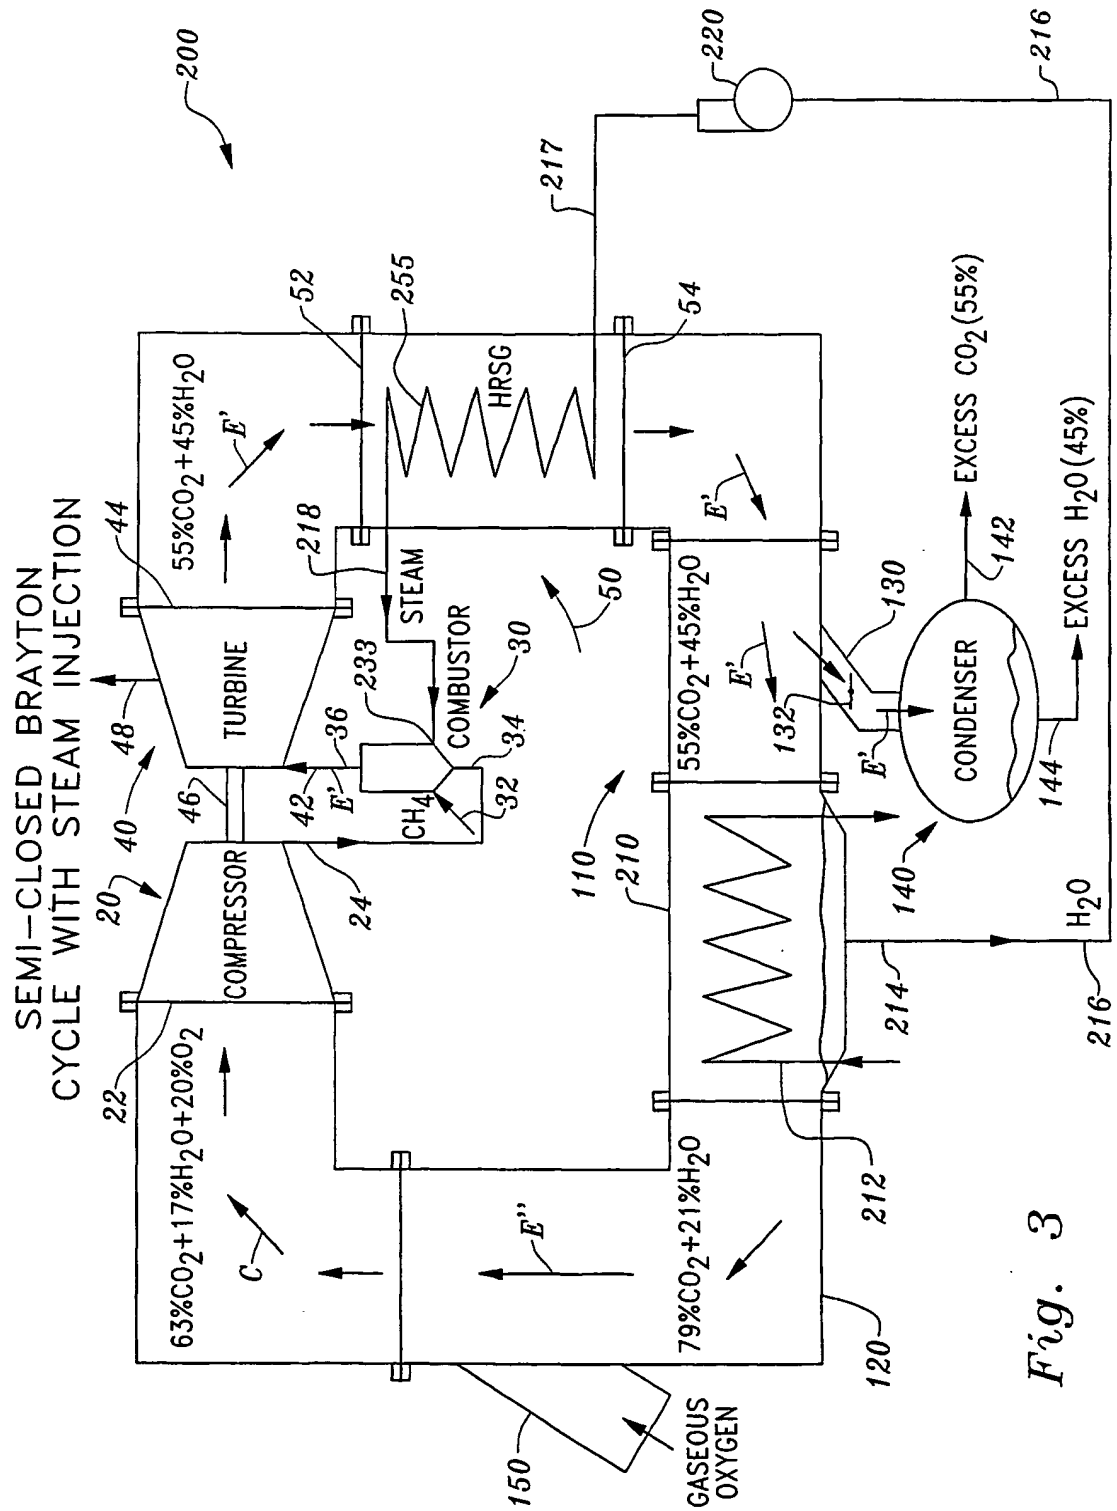 SEMI-CLOSED BRAYTON
CYCLE WITH STEAM INJECTION
200
20
40
48
44
22
46
COMPRESSOR
TURBINE
63%CO2+17%H2O+20%O2
55%CO2+45%H2O
E'
C
24
42
E'
36
CH4
32
34
233
COMBUSTOR
30
STEAM
218
52
255
HRSG
54
217
220
216
50
110
210
E''
79%CO2+21%H2O
55%CO2+45%H2O
E'
E'
150
GASEOUS
OXYGEN
120
212
214
H2O
216
132
130
E'
140
CONDENSER
142
EXCESS CO2(55%)
144
EXCESS H2O(45%)
Fig. 3